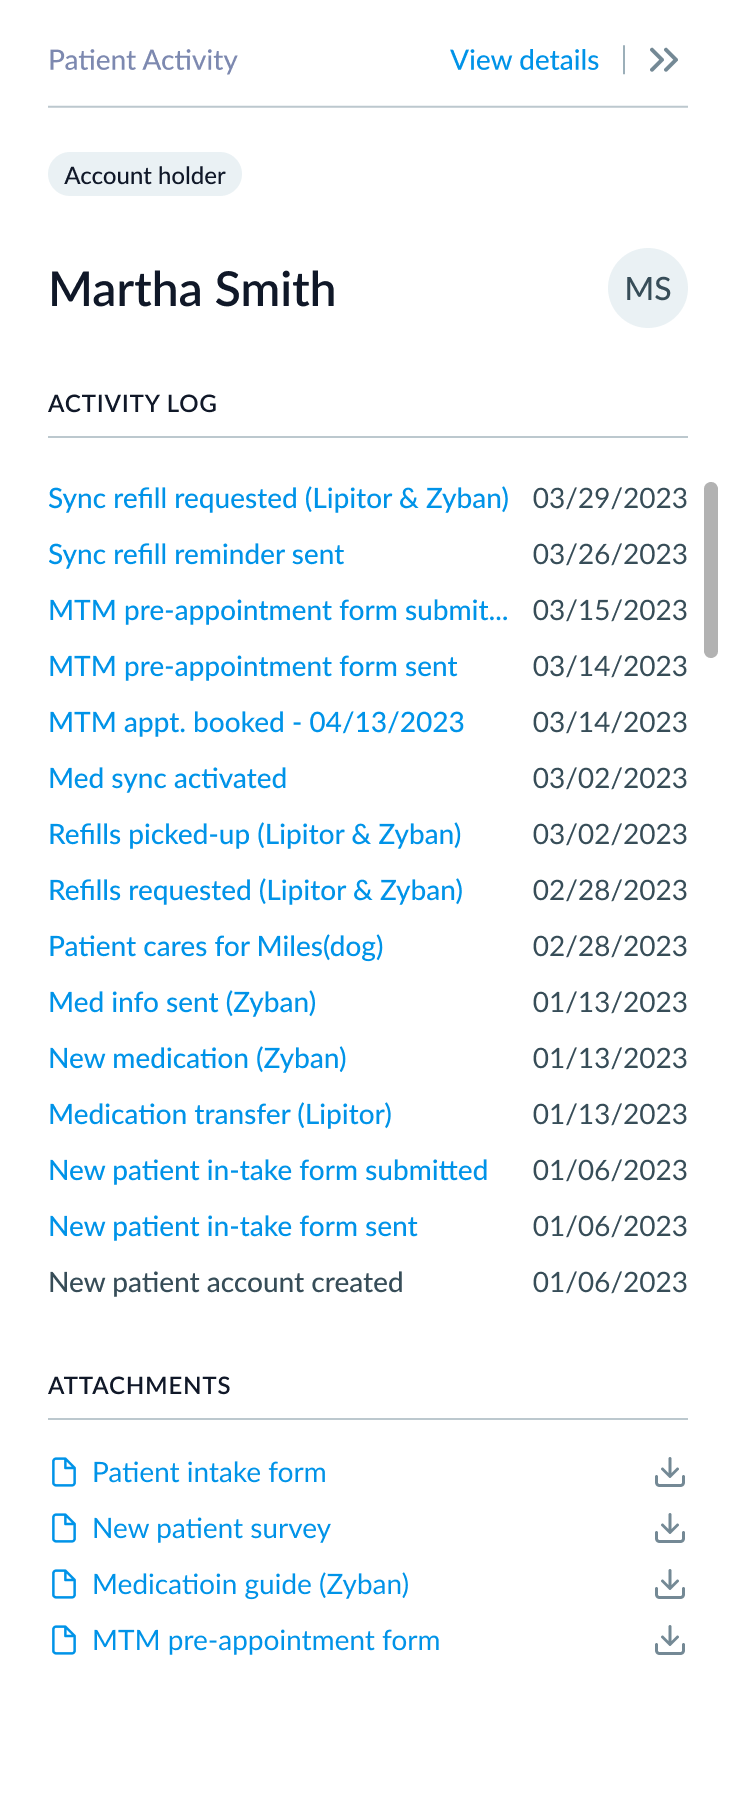 Patient Activity View details
Account holder
Martha Smith MS
ACTIVITY LOG
Sync refill requested (Lipitor & Zyban) 03/29/2023
Sync refill reminder sent 03/26/2023
MTM pre-appointment form submit... 03/15/2023
MTM pre-appointment form sent 03/14/2023
MTM appt. booked - 04/13/2023 03/14/2023
Med sync activated 03/02/2023
Refills picked-up (Lipitor & Zyban) 03/02/2023
Refills requested (Lipitor & Zyban) 02/28/2023
Patient cares for Miles(dog) 02/28/2023
Med info sent (Zyban) 01/13/2023
New medication (Zyban) 01/13/2023
Medication transfer (Lipitor) 01/13/2023
New patient in-take form submitted 01/06/2023
New patient in-take form sent 01/06/2023
New patient account created 01/06/2023
ATTACHMENTS
Patient intake form
New patient survey
Medicatioin guide (Zyban)
MTM pre-appointment form